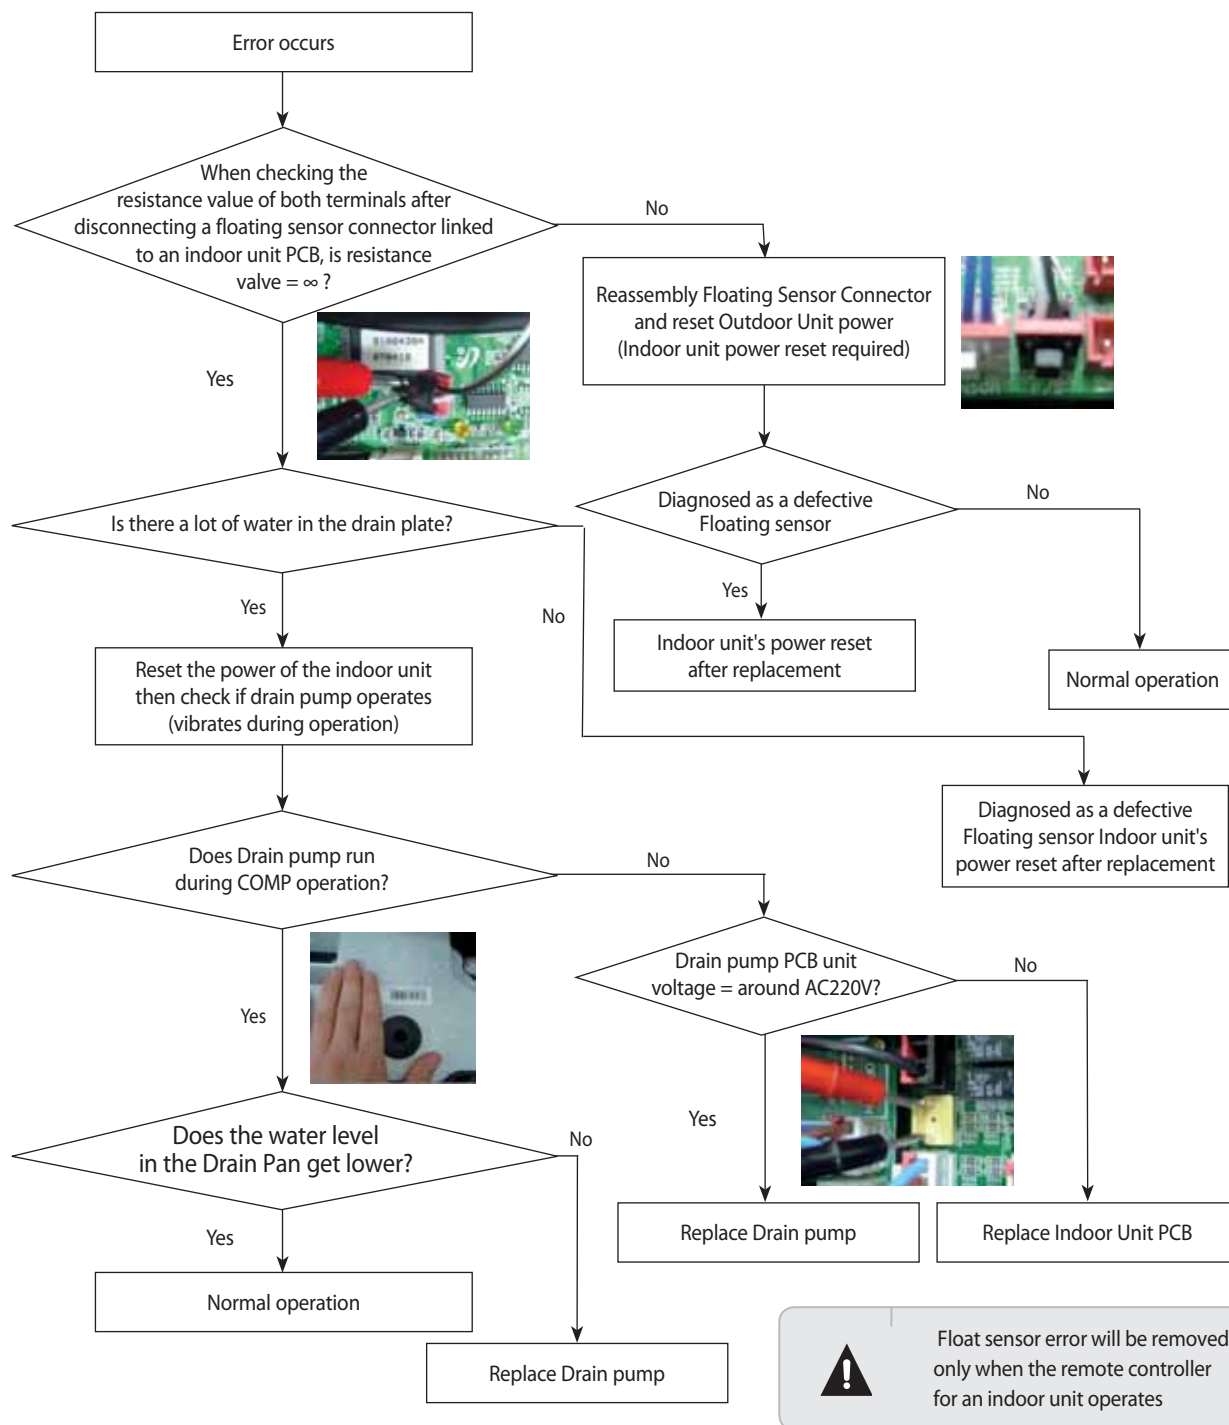 Error occurs
When checking the
resistance value of both terminals after
disconnecting a floating sensor connector linked
to an indoor unit PCB, is resistance
valve = ∞ ?
No
Reassembly Floating Sensor Connector
and reset Outdoor Unit power
(Indoor unit power reset required)
Yes
Is there a lot of water in the drain plate?
Diagnosed as a defective
Floating sensor
No
Yes
No
Yes
Indoor unit's power reset
after replacement
Normal operation
Reset the power of the indoor unit
then check if drain pump operates
(vibrates during operation)
Diagnosed as a defective
Floating sensor Indoor unit's
power reset after replacement
Does Drain pump run
during COMP operation?
No
Drain pump PCB unit
voltage = around AC220V?
No
Yes
Yes
Does the water level
in the Drain Pan get lower?
No
Replace Drain pump
Replace Indoor Unit PCB
Yes
Normal operation
Replace Drain pump
Float sensor error will be removed
only when the remote controller
for an indoor unit operates